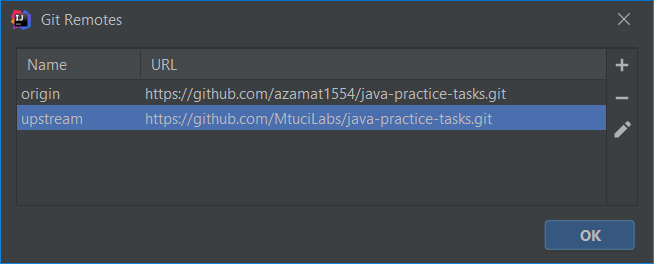 Git Remotes
Name URL
origin https://github.com/azamat1554/java-practice-tasks.git
upstream https://github.com/MtuciLabs/java-practice-tasks.git
OK